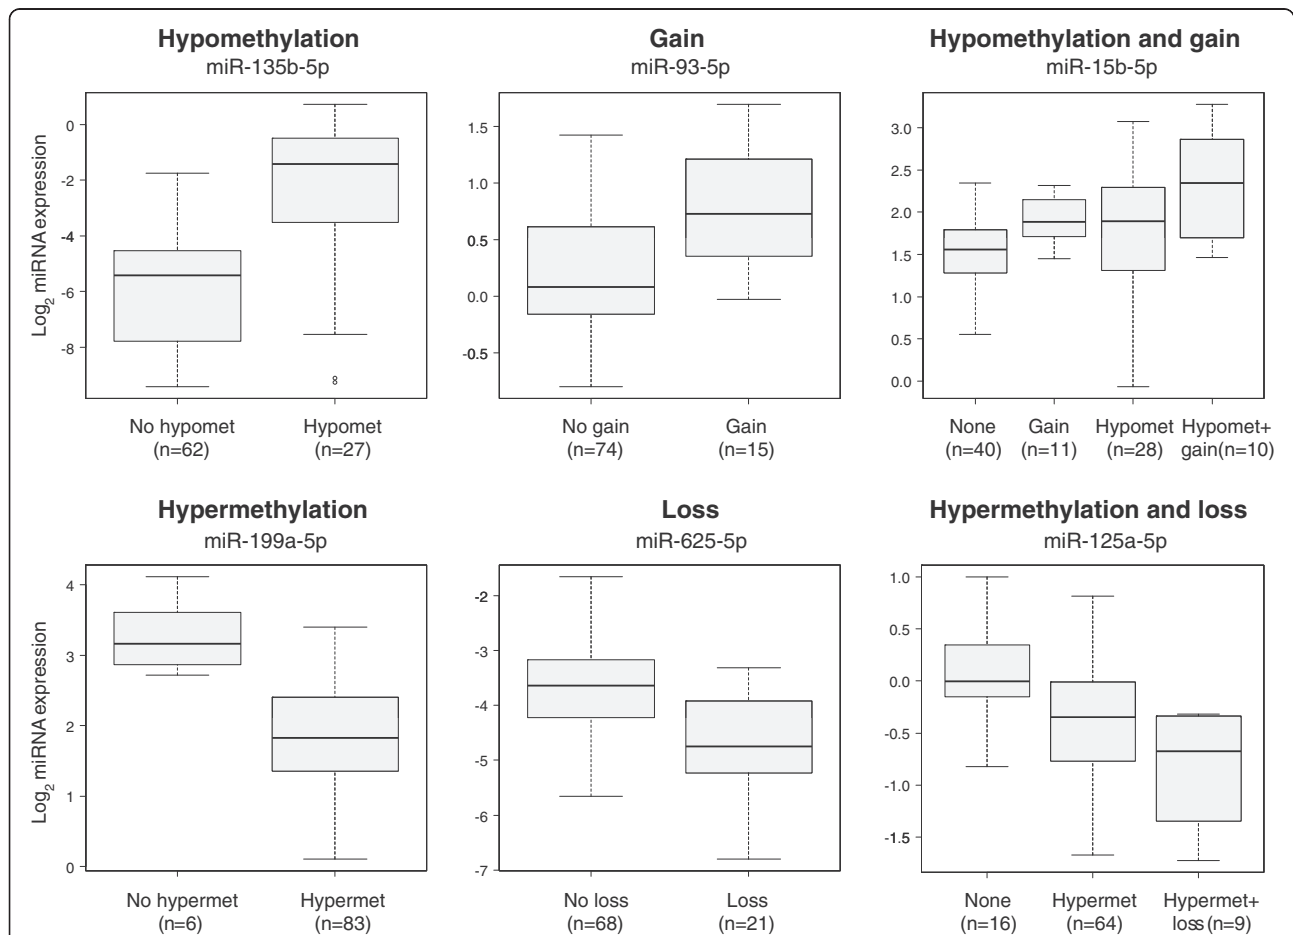 Hypomethylation
miR-135b-5p
Log2 miRNA expression
0
-2
-4
-6
-8
No hypomet
(n=62)
Hypomet
(n=27)
Gain
miR-93-5p
1.5
1.0
0.5
0.0
-0.5
No gain
(n=74)
Gain
(n=15)
Hypomethylation and gain
miR-15b-5p
3.0
2.5
2.0
1.5
1.0
0.5
0.0
None
(n=40)
Gain
(n=11)
Hypomet
(n=28)
Hypomet+
gain(n=10)
Hypermethylation
miR-199a-5p
Log2 miRNA expression
4
3
2
1
0
No hypermet
(n=6)
Hypermet
(n=83)
Loss
miR-625-5p
-2
-3
-4
-5
-6
-7
No loss
(n=68)
Loss
(n=21)
Hypermethylation and loss
miR-125a-5p
1.0
0.5
0.0
-0.5
-1.0
-1.5
None
(n=16)
Hypermet
(n=64)
Hypermet+
loss(n=9)